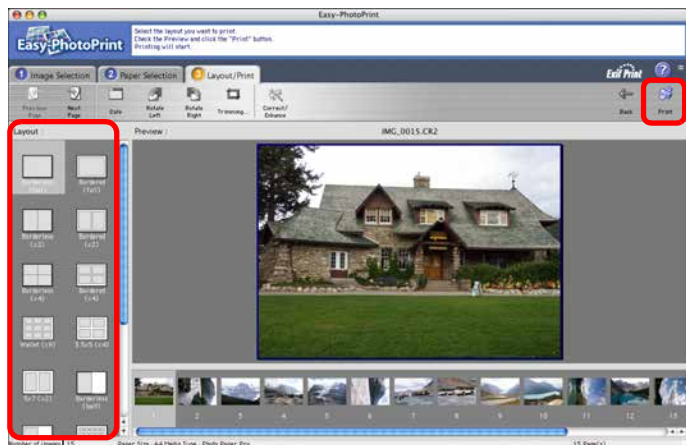 Easy-PhotoPrint
Easy-PhotoPrint
Select the layout you want to print.
Check the Preview and click the "Print" button.
Printing will start.
1 Image Selection
2 Paper Selection
3 Layout/Print
Exif Print
?
Previous Page
Next Page
Date
Rotate Left
Rotate Right
Trimming...
Correct/
Enhance
Back
Print
Layout
Preview
IMG_0015.CR2
Borderless
(full)
Bordered
(full)
Borderless
(x2)
Bordered
(x2)
Borderless
(x4)
Bordered
(x4)
Wallet (x9)
3.5x5 (x4)
5x7 (x2)
Borderless
(half)
1
2
3
4
5
6
7
8
9
10
11
12
13
Number of images 15
Paper Size : A4 Media Type : Photo Paper Pro
15 Page(s)